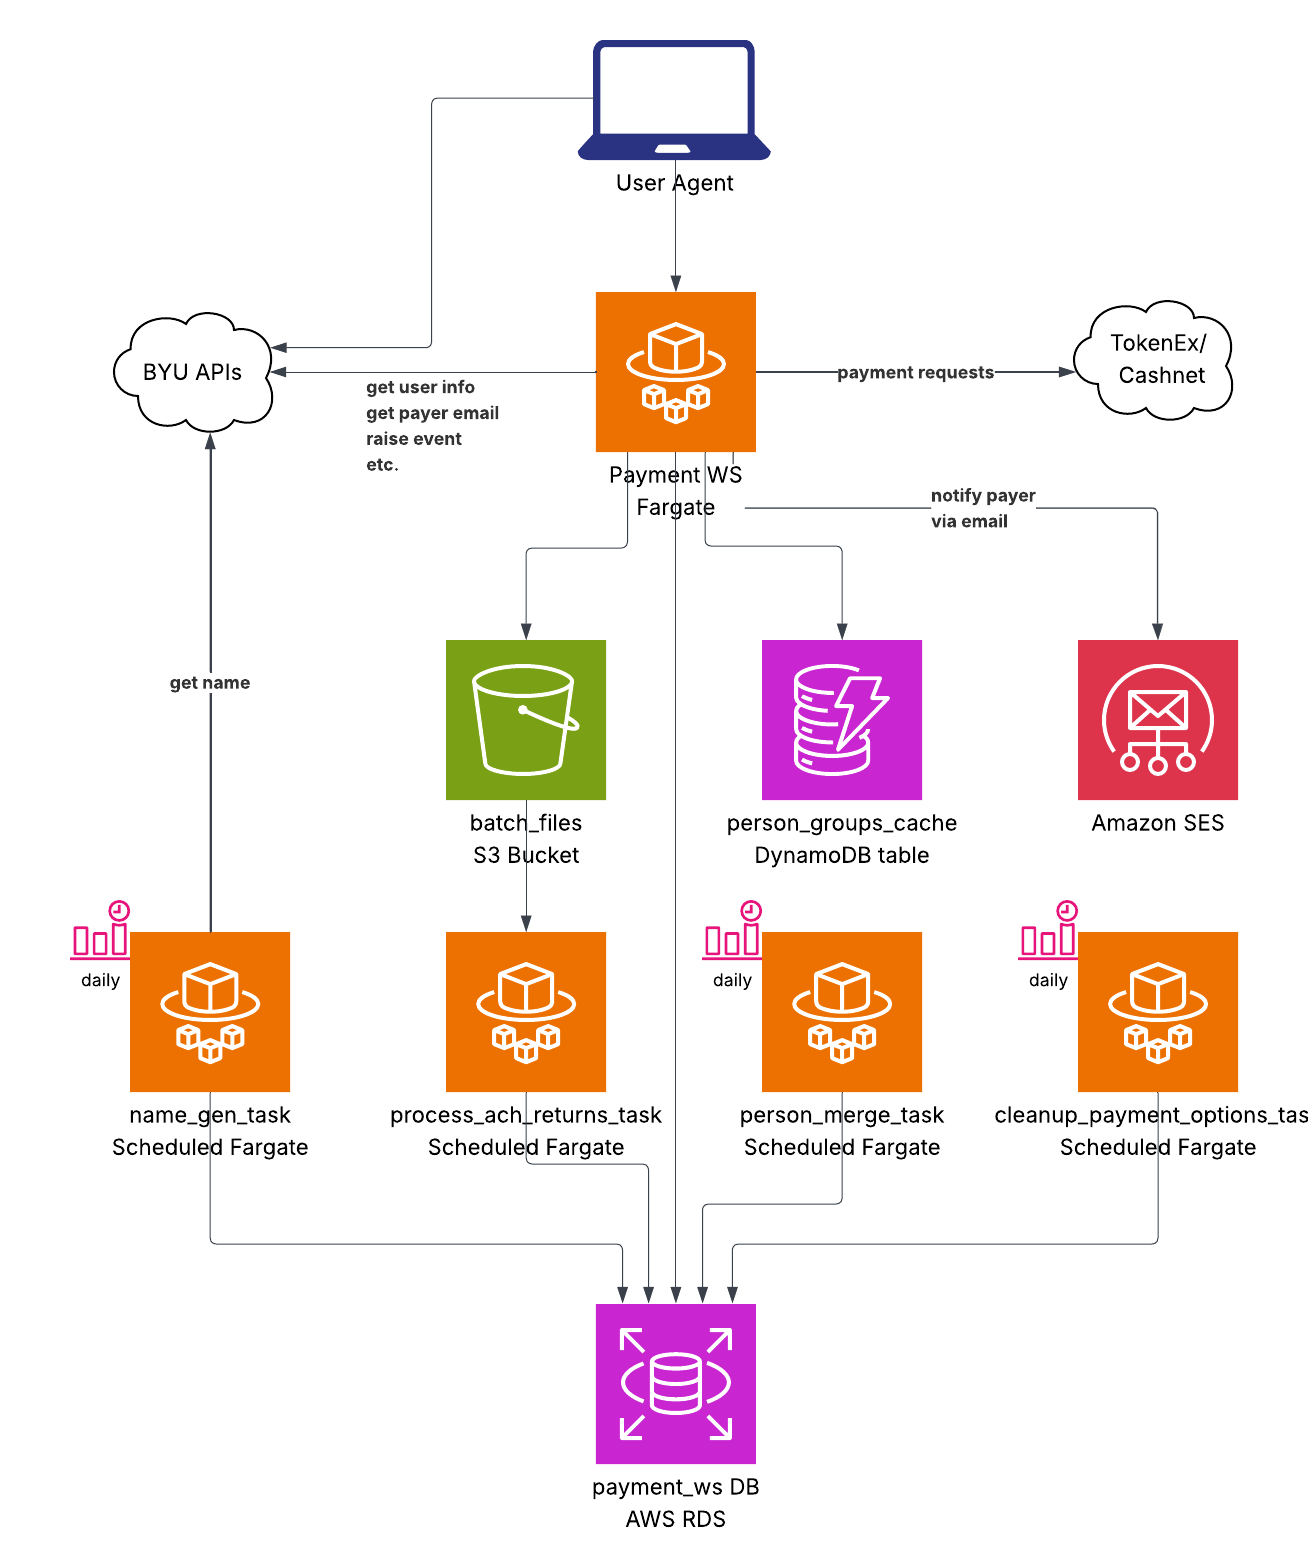 User Agent
BYU APIs
get user info
get payer email
raise event
etc.
payment requests
TokenEx/
Cashnet
Payment WS
Fargate
notify payer
via email
get name
batch_files
S3 Bucket
person_groups_cache
DynamoDB table
Amazon SES
daily
daily
daily
name_gen_task
Scheduled Fargate
process_ach_returns_task
Scheduled Fargate
person_merge_task
Scheduled Fargate
cleanup_payment_options_tas
Scheduled Fargate
payment_ws DB
AWS RDS